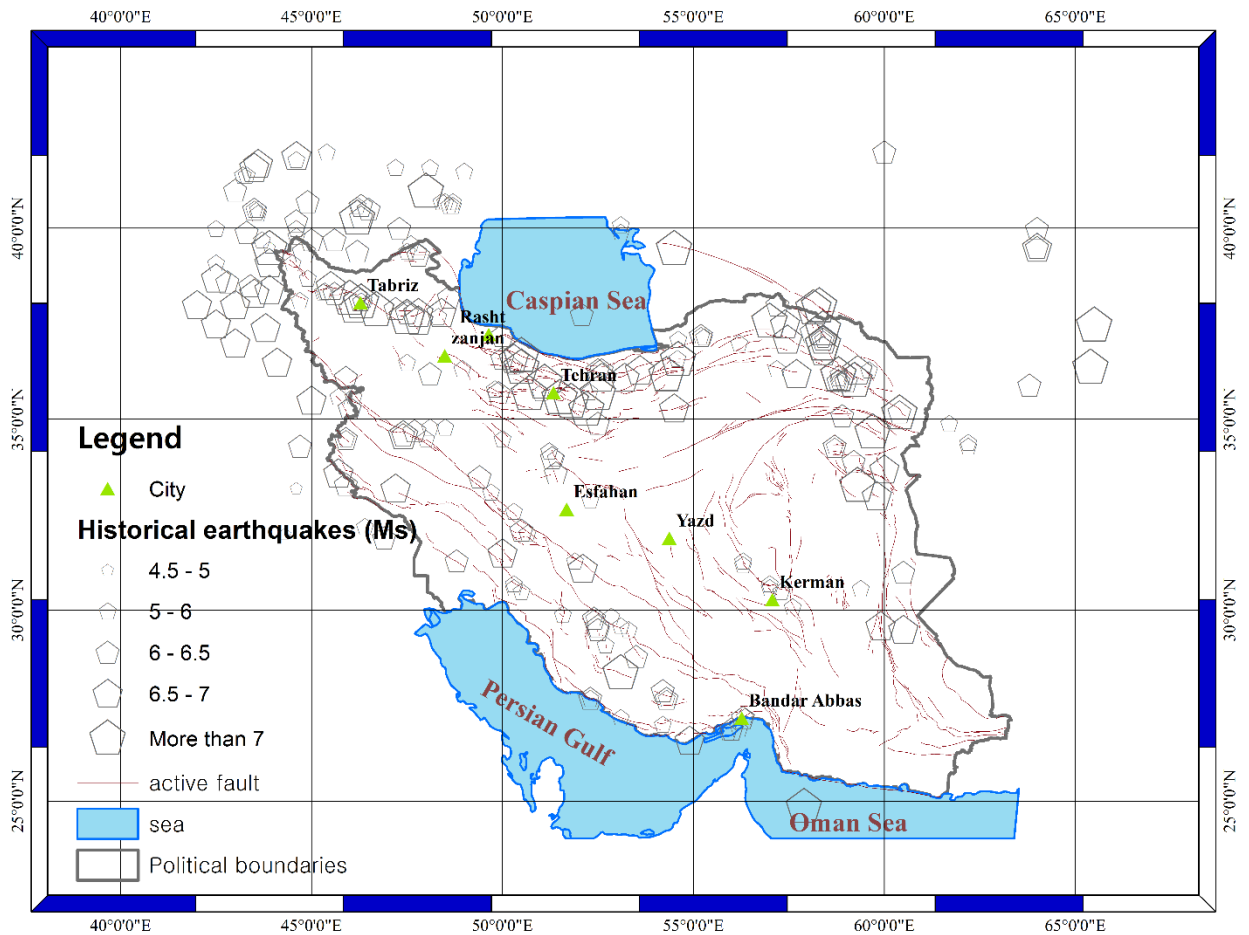 40°0'0"E 45°0'0"E 50°0'0"E 55°0'0"E 60°0'0"E 65°0'0"E
40°0'0"N 40°0'0"N
Tabriz
Caspian Sea
Rasht
zanjan
Tehran
35°0'0"N 35°0'0"N
Legend
City
Historical earthquakes (Ms)
4.5 - 5
5 - 6
6 - 6.5
6.5 - 7
More than 7
active fault
sea
Political boundaries
Esfahan
Yazd
Kerman
30°0'0"N 30°0'0"N
Bandar Abbas
Persian Gulf
25°0'0"N 25°0'0"N
Oman Sea
40°0'0"E 45°0'0"E 50°0'0"E 55°0'0"E 60°0'0"E 65°0'0"E